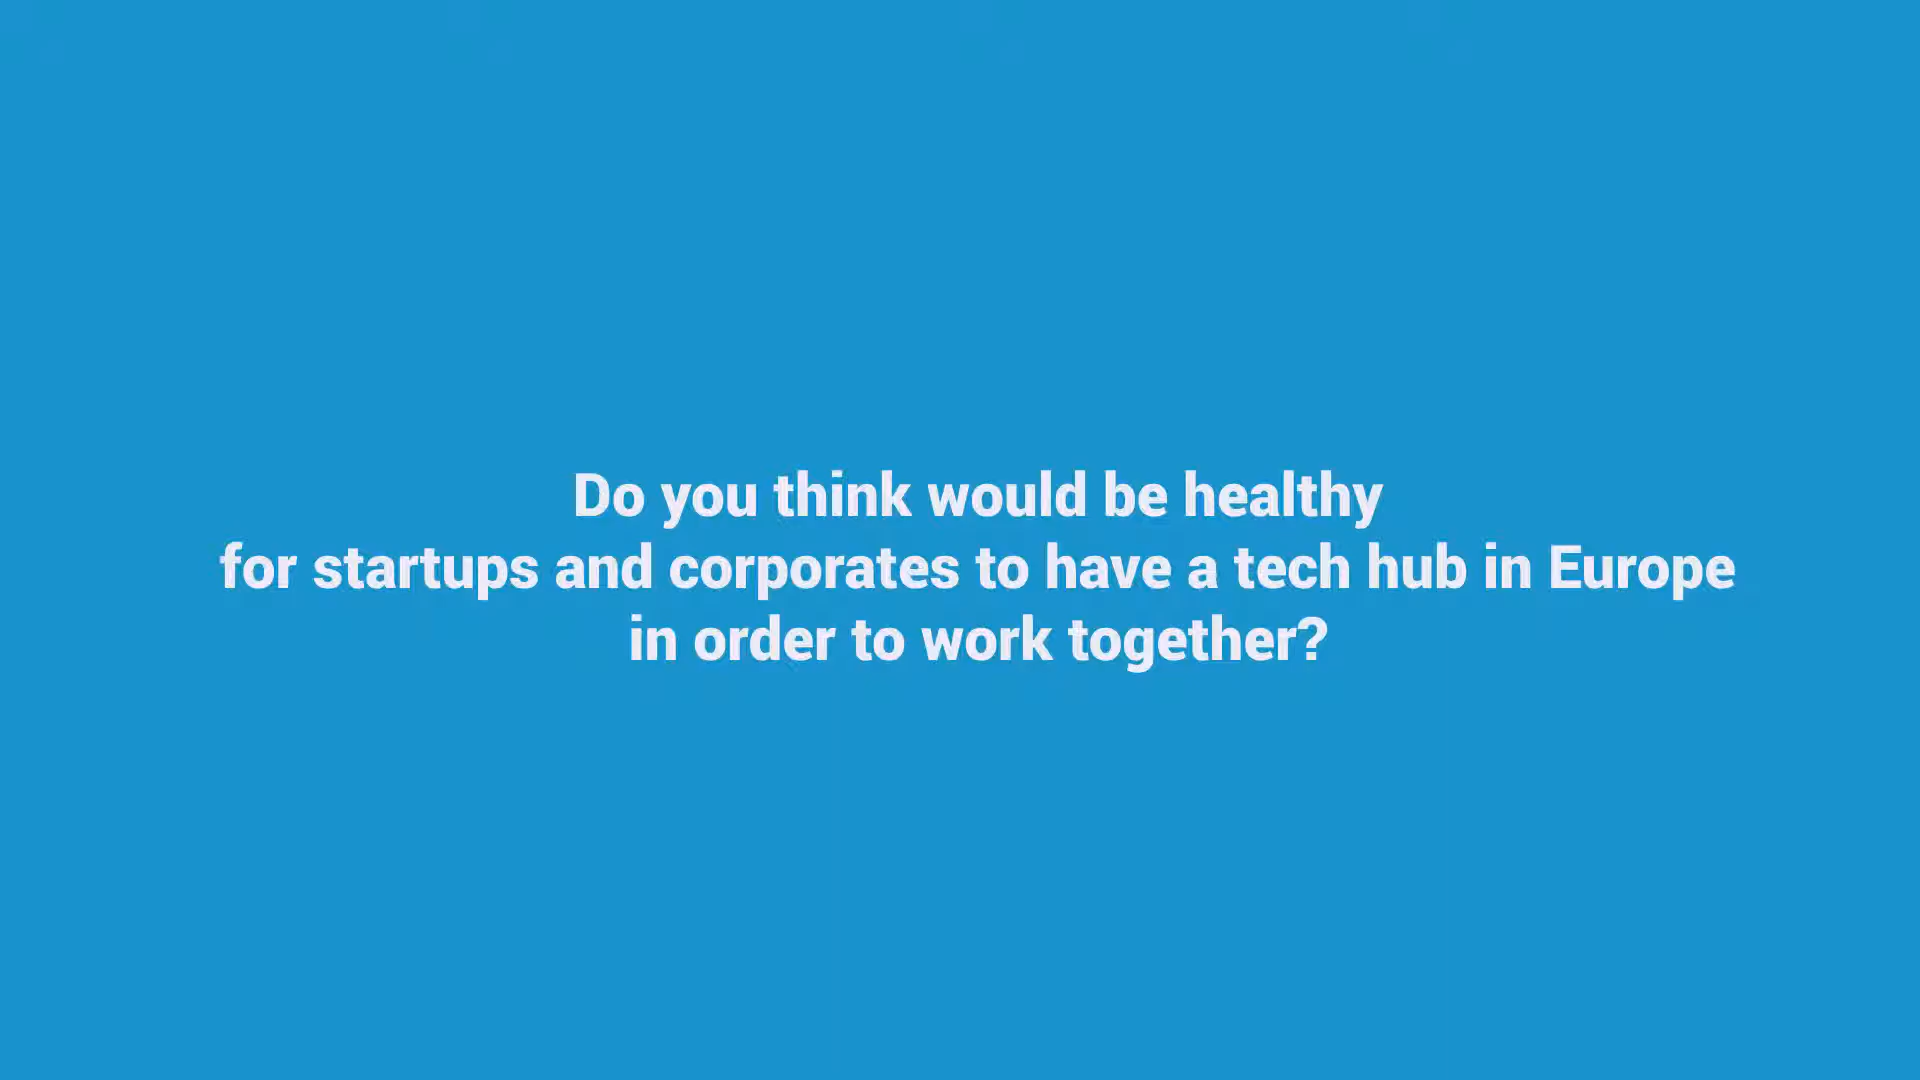 Do you think would be healthy
for startups and corporates to have a tech hub in Europe
in order to work together?